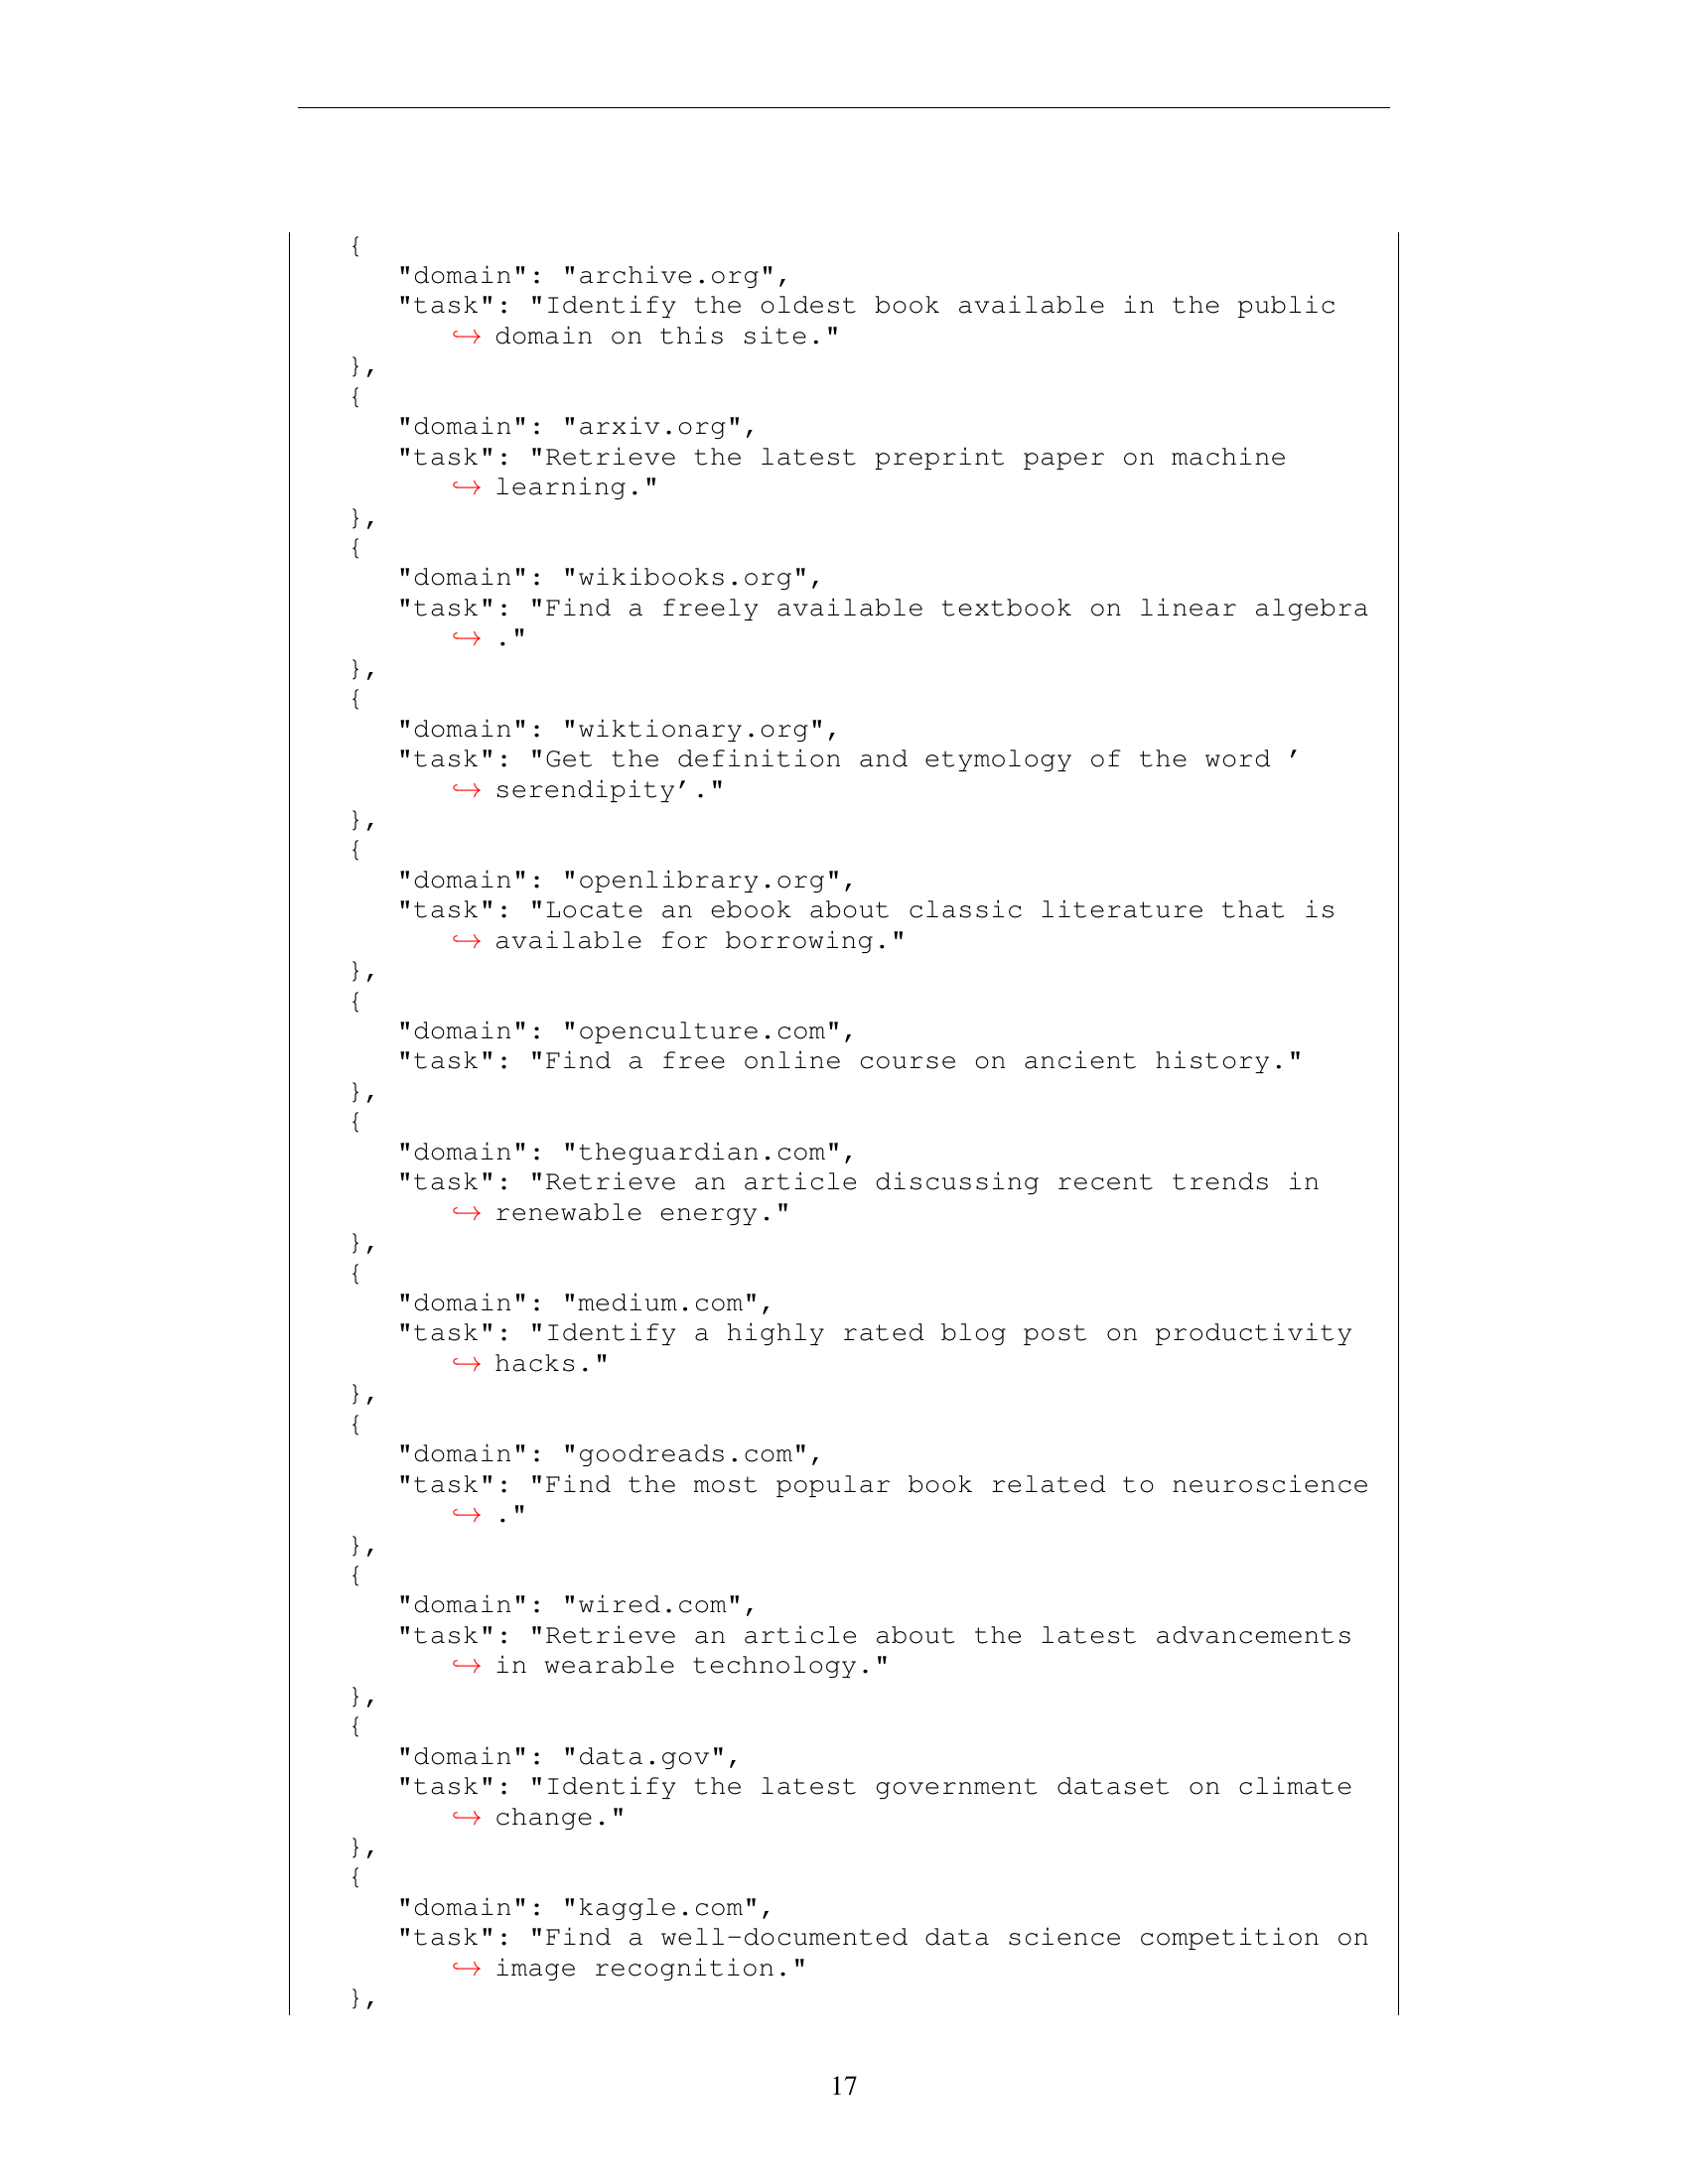 {
"domain": "archive.org",
"task": "Identify the oldest book available in the public
↪ domain on this site."
},
{
"domain": "arxiv.org",
"task": "Retrieve the latest preprint paper on machine
↪ learning."
},
{
"domain": "wikibooks.org",
"task": "Find a freely available textbook on linear algebra
↪ ."
},
{
"domain": "wiktionary.org",
"task": "Get the definition and etymology of the word ’
↪ serendipity’."
},
{
"domain": "openlibrary.org",
"task": "Locate an ebook about classic literature that is
↪ available for borrowing."
},
{
"domain": "openculture.com",
"task": "Find a free online course on ancient history."
},
{
"domain": "theguardian.com",
"task": "Retrieve an article discussing recent trends in
↪ renewable energy."
},
{
"domain": "medium.com",
"task": "Identify a highly rated blog post on productivity
↪ hacks."
},
{
"domain": "goodreads.com",
"task": "Find the most popular book related to neuroscience
↪ ."
},
{
"domain": "wired.com",
"task": "Retrieve an article about the latest advancements
↪ in wearable technology."
},
{
"domain": "data.gov",
"task": "Identify the latest government dataset on climate
↪ change."
},
{
"domain": "kaggle.com",
"task": "Find a well-documented data science competition on
↪ image recognition."
},
17